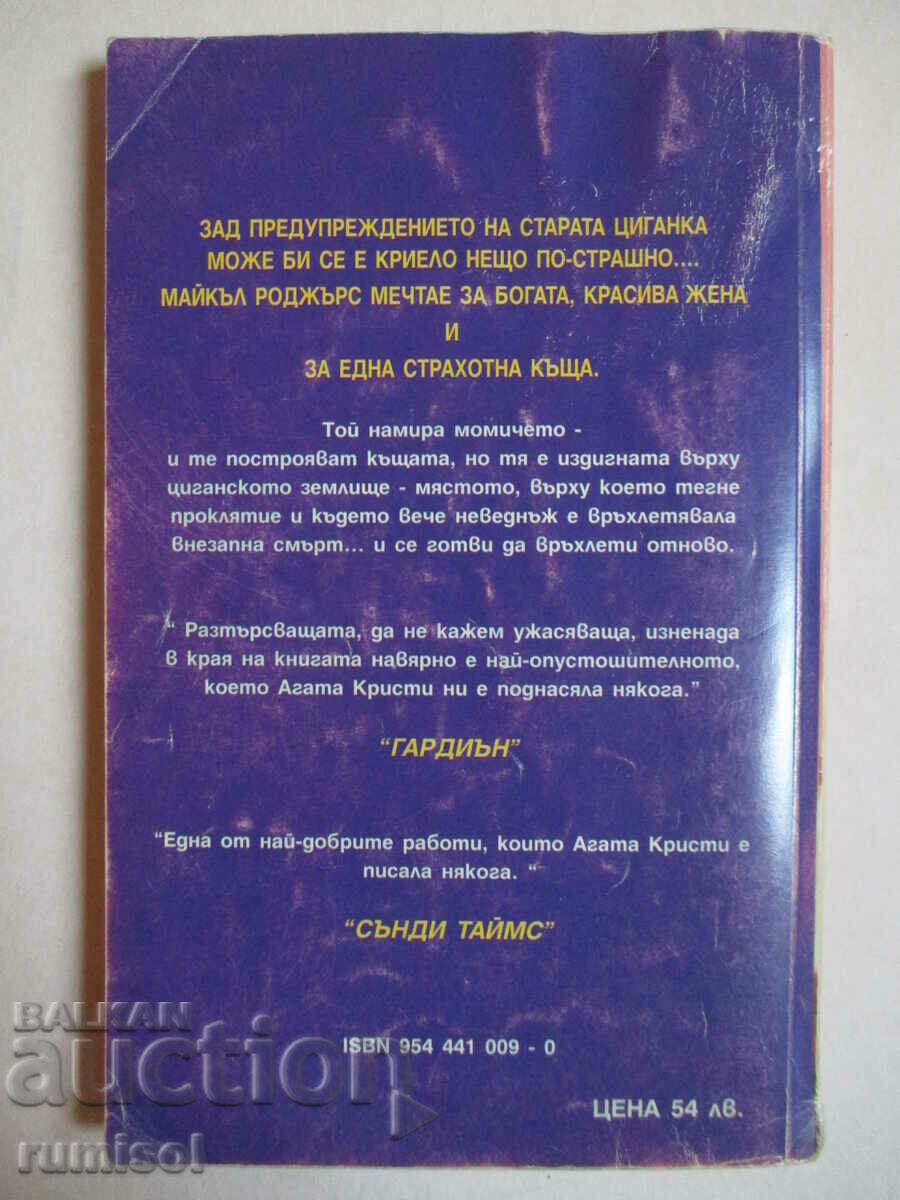 ЗАД ПРЕДУПРЕЖДЕНИЕТО НА СТАРАТА ЦИГАНКА
МОЖЕ БИ СЕ Е КРИЕЛО НЕЩО ПО-СТРАШНО....
МАЙКЪЛ РОДЖЪРС МЕЧТАЕ ЗА БОГАТА, КРАСИВА ЖЕНА
И
ЗА ЕДНА СТРАХОТНА КЪЩА.
Той намира момичето -
и те построяват къщата, но тя е издигната върху
циганското землище - мястото, върху което тегне
проклятие и където вече неведнъж е връхлетявала
внезапна смърт... и се готви да връхлети отново.
“ Разтърсващата, да не кажем ужасяваща, изненада
в края на книгата навярно е най-опустошителното,
което Агата Кристи ни е поднасяла някога.”
“ГАРДИЪН”
“Една от най-добрите работи, които Агата Кристи е
писала някога. “
“СЪНДИ ТАЙМС”
ISBN 954 441 009 - 0
ЦЕНА 54 лв.
BALKAN
auction
rumisol